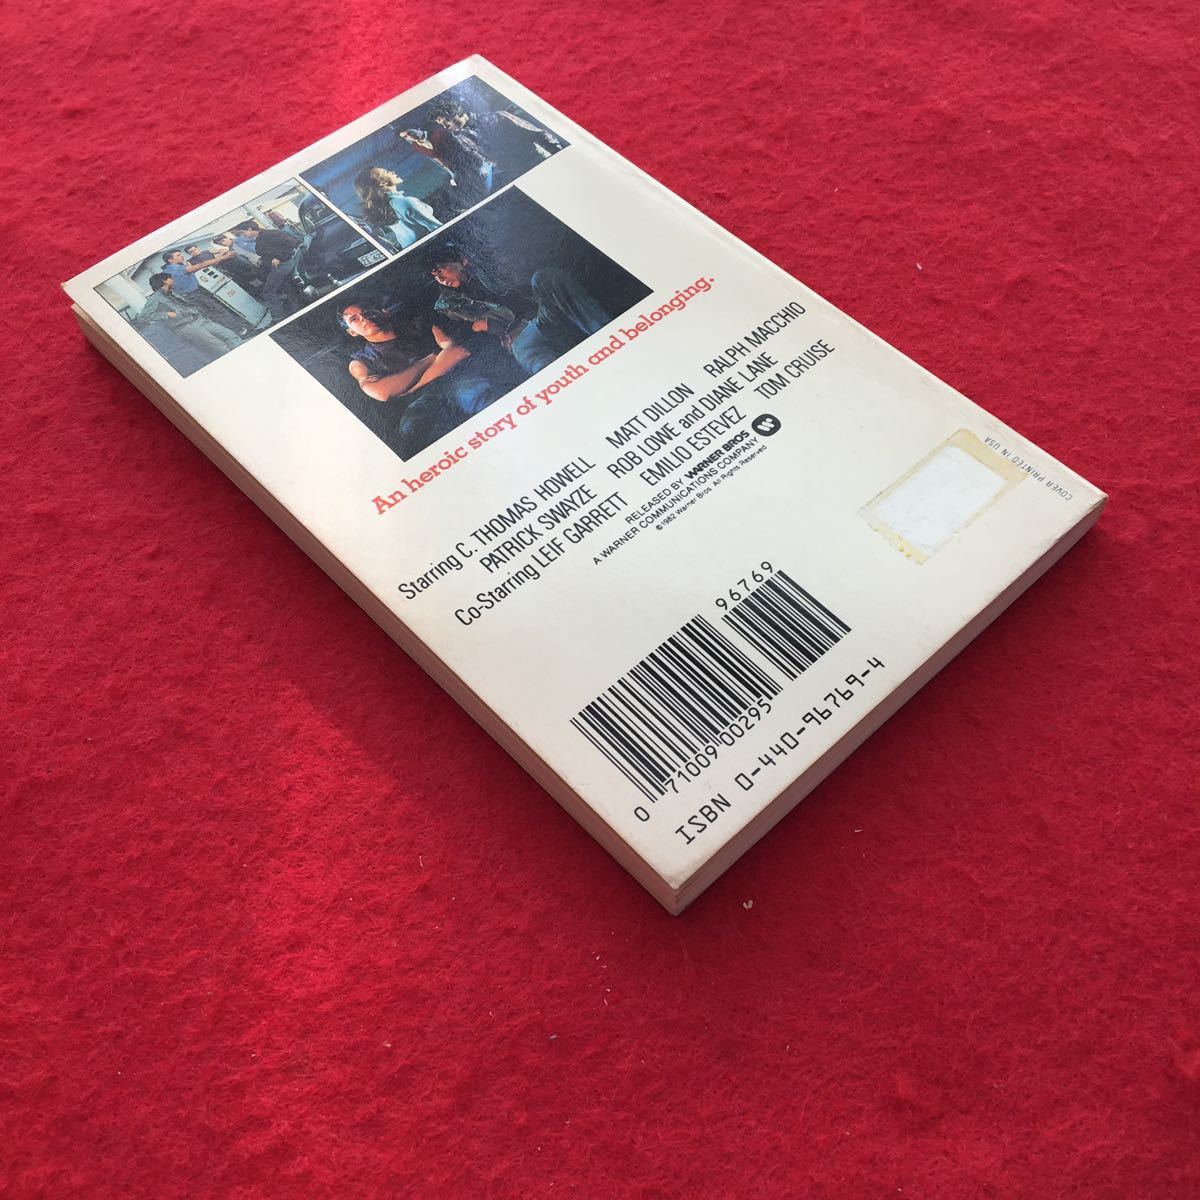 An heroic story of youth and belonging.
Starring C. THOMAS HOWELL MATT DILLON RALPH MACCHIO
PATRICK SWAYZE ROB LOWE and DIANE LANE
Co-Starring LEIF GARRETT EMILIO ESTEVEZ TOM CRUISE
RELEASED BY WARNER BROS
A WARNER COMMUNICATIONS COMPANY
©1982 Warner Bros. All Rights Reserved
COVER PRINTED IN USA
96769
0 71009 00295
ISBN 0-440-96769-4